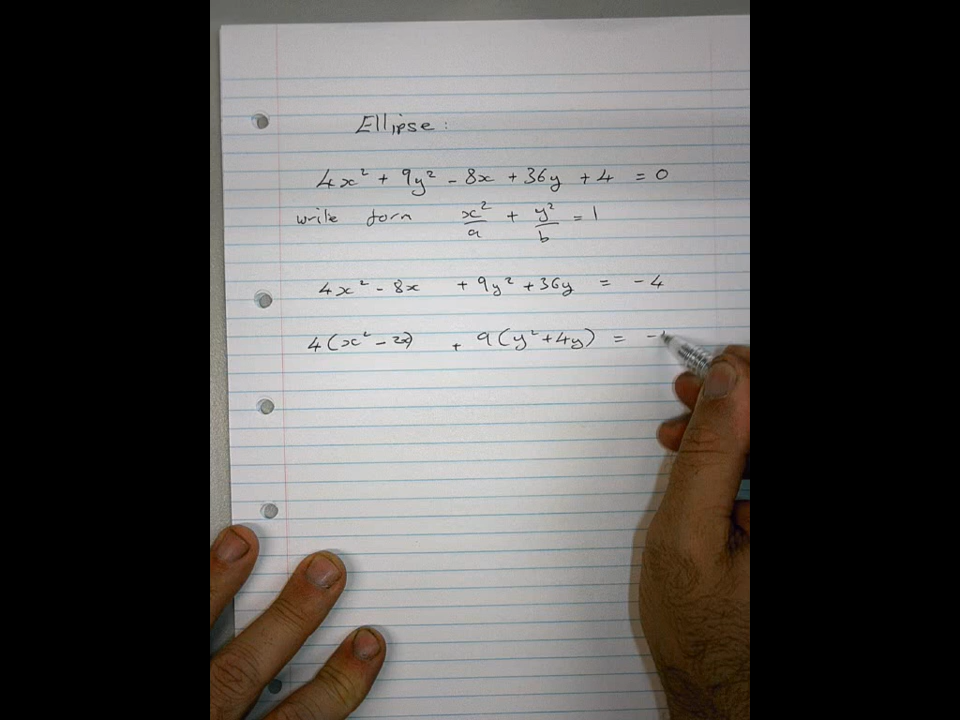 Ellipse:
4x² + 9y² - 8x + 36y + 4 = 0
write form x²/a + y²/b = 1
4x² - 8x + 9y² + 36y = -4
4(x² - 2x) + 9(y² + 4y) = -